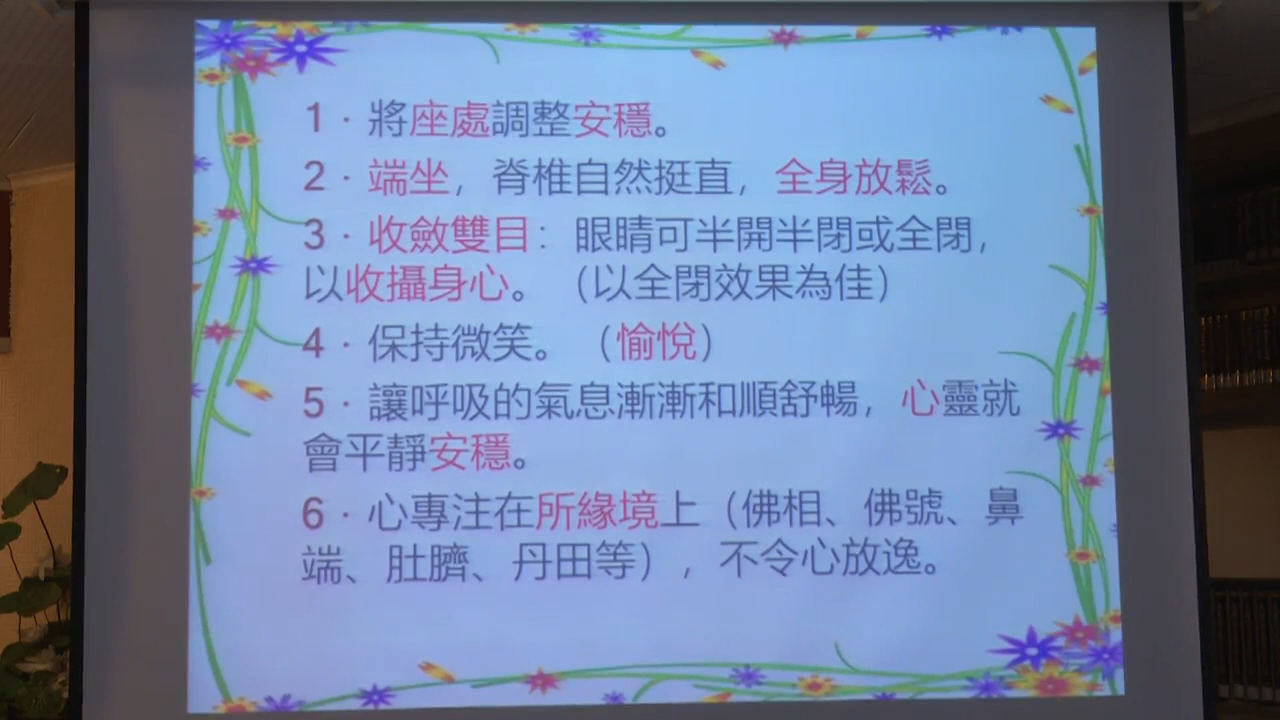 1．將座處調整安穩。
2．端坐，脊椎自然挺直，全身放鬆。
3．收斂雙目：眼睛可半開半閉或全閉，
以收攝身心。（以全閉效果為佳）
4．保持微笑。（愉悅）
5．讓呼吸的氣息漸漸和順舒暢，心靈就
會平靜安穩。
6．心專注在所緣境上（佛相、佛號、鼻
端、肚臍、丹田等），不令心放逸。